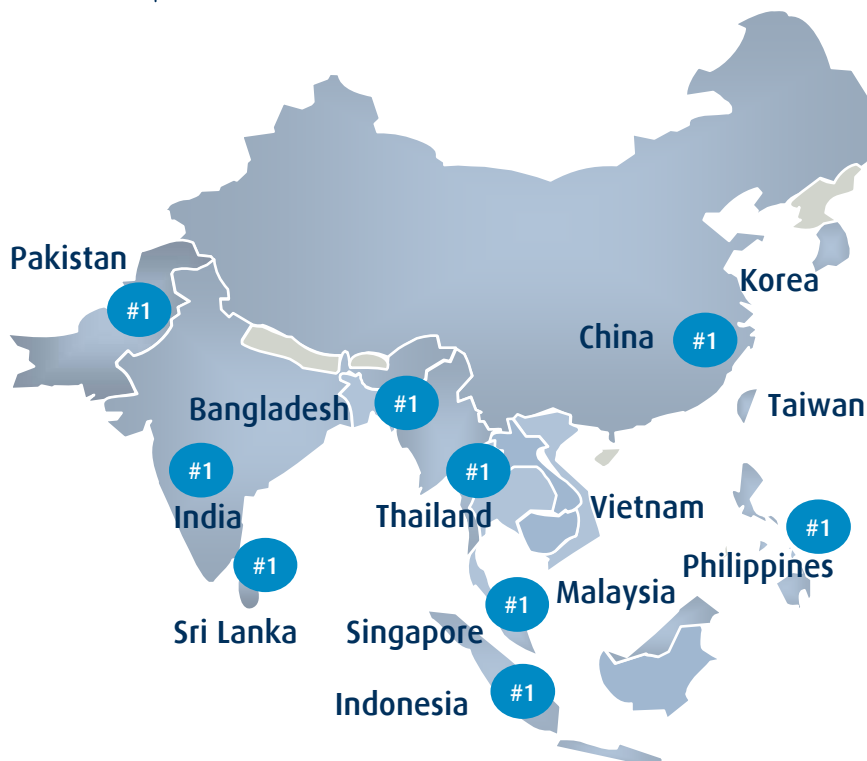 Pakistan
#1
Korea
China
#1
Bangladesh
#1
Taiwan
#1
India
#1
Thailand
Vietnam
#1
Philippines
#1
Sri Lanka
#1
Malaysia
Singapore
#1
Indonesia